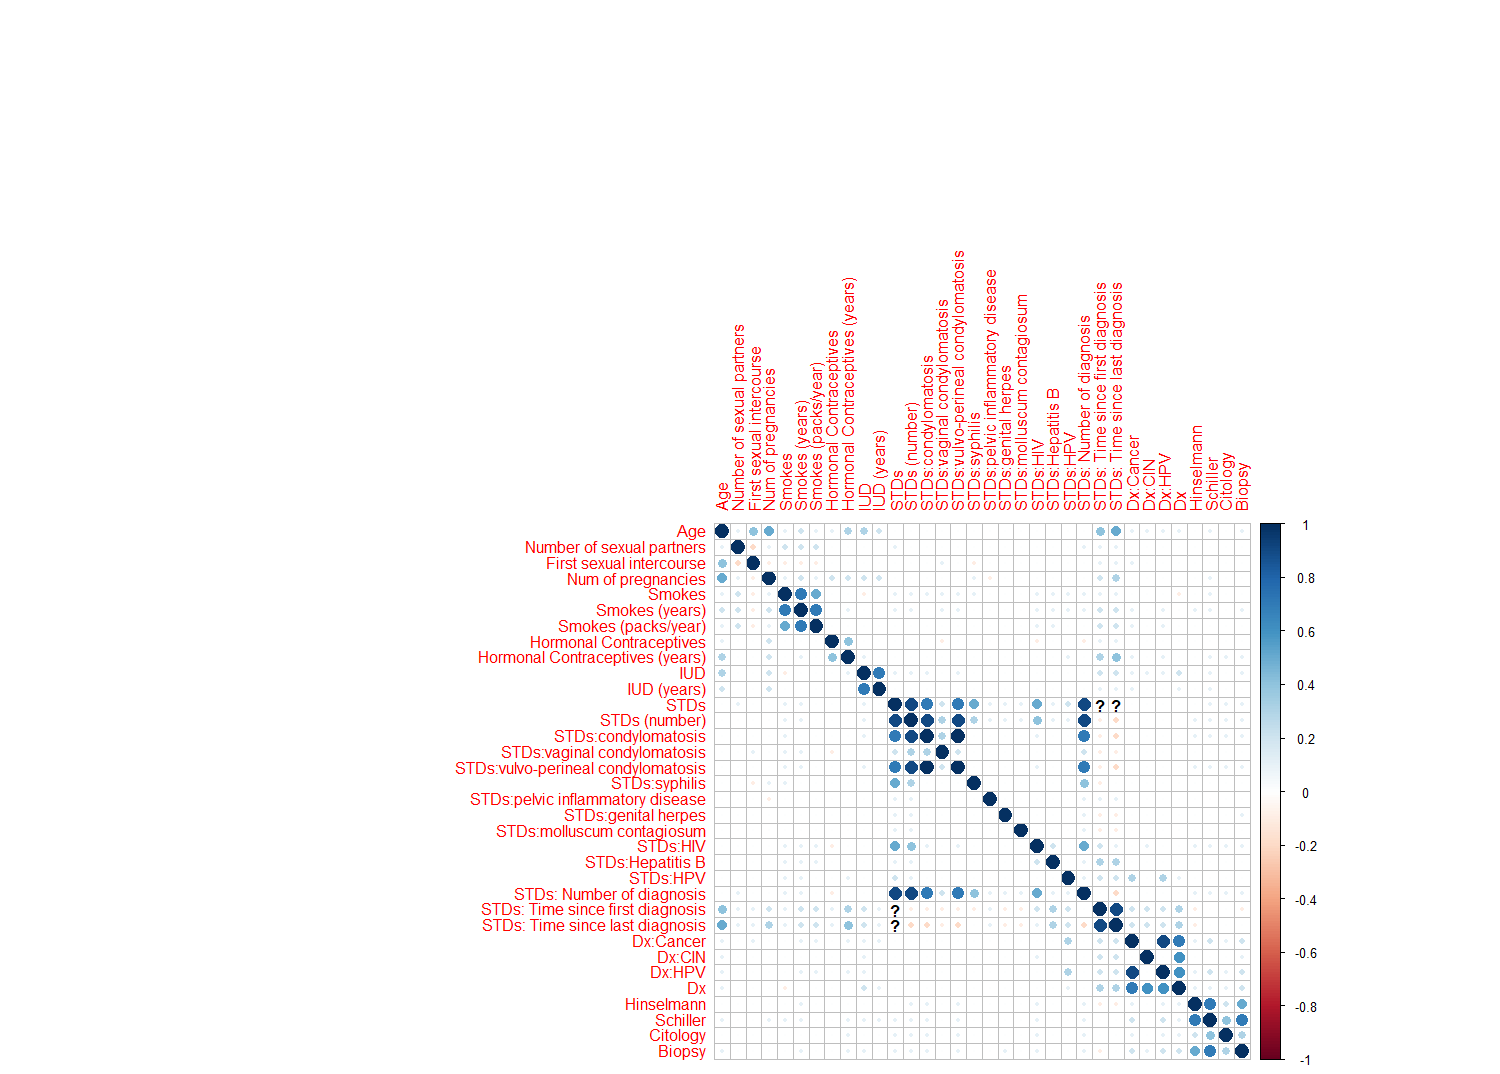 Age
Number of sexual partners
First sexual intercourse
Num of pregnancies
Smokes
Smokes (years)
Smokes (packs/year)
Hormonal Contraceptives
Hormonal Contraceptives (years)
IUD
IUD (years)
STDs
STDs (number)
STDs:condylomatosis
STDs:vaginal condylomatosis
STDs:vulvo-perineal condylomatosis
STDs:syphilis
STDs:pelvic inflammatory disease
STDs:genital herpes
STDs:molluscum contagiosum
STDs:HIV
STDs:Hepatitis B
STDs:HPV
STDs: Number of diagnosis
STDs: Time since first diagnosis
STDs: Time since last diagnosis
Dx:Cancer
Dx:CIN
Dx:HPV
Dx
Hinselmann
Schiller
Citology
Biopsy
Age
Number of sexual partners
First sexual intercourse
Num of pregnancies
Smokes
Smokes (years)
Smokes (packs/year)
Hormonal Contraceptives
Hormonal Contraceptives (years)
IUD
IUD (years)
STDs
? ?
STDs (number)
STDs:condylomatosis
STDs:vaginal condylomatosis
STDs:vulvo-perineal condylomatosis
STDs:syphilis
STDs:pelvic inflammatory disease
STDs:genital herpes
STDs:molluscum contagiosum
STDs:HIV
STDs:Hepatitis B
STDs:HPV
STDs: Number of diagnosis
STDs: Time since first diagnosis
?
STDs: Time since last diagnosis
?
Dx:Cancer
Dx:CIN
Dx:HPV
Dx
Hinselmann
Schiller
Citology
Biopsy
1
0.8
0.6
0.4
0.2
0
-0.2
-0.4
-0.6
-0.8
-1